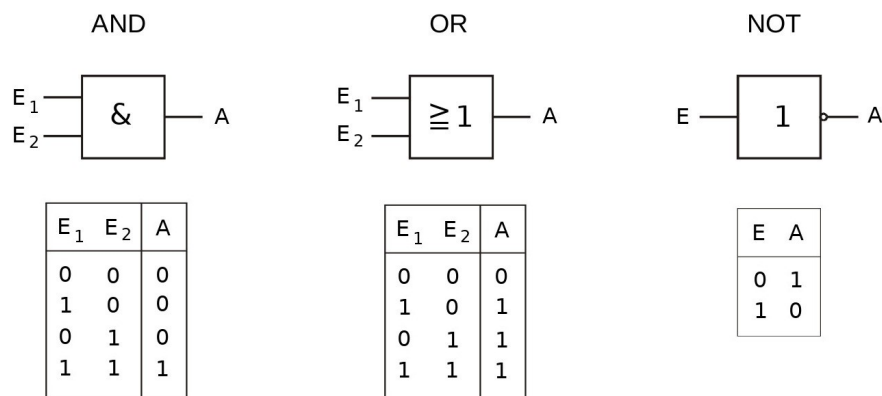 AND
E1
E2
&
A
E1 E2 A
0 0 0
1 0 0
0 1 0
1 1 1
OR
E1
E2
≧1
A
E1 E2 A
0 0 0
1 0 1
0 1 1
1 1 1
NOT
E
1
A
E A
0 1
1 0